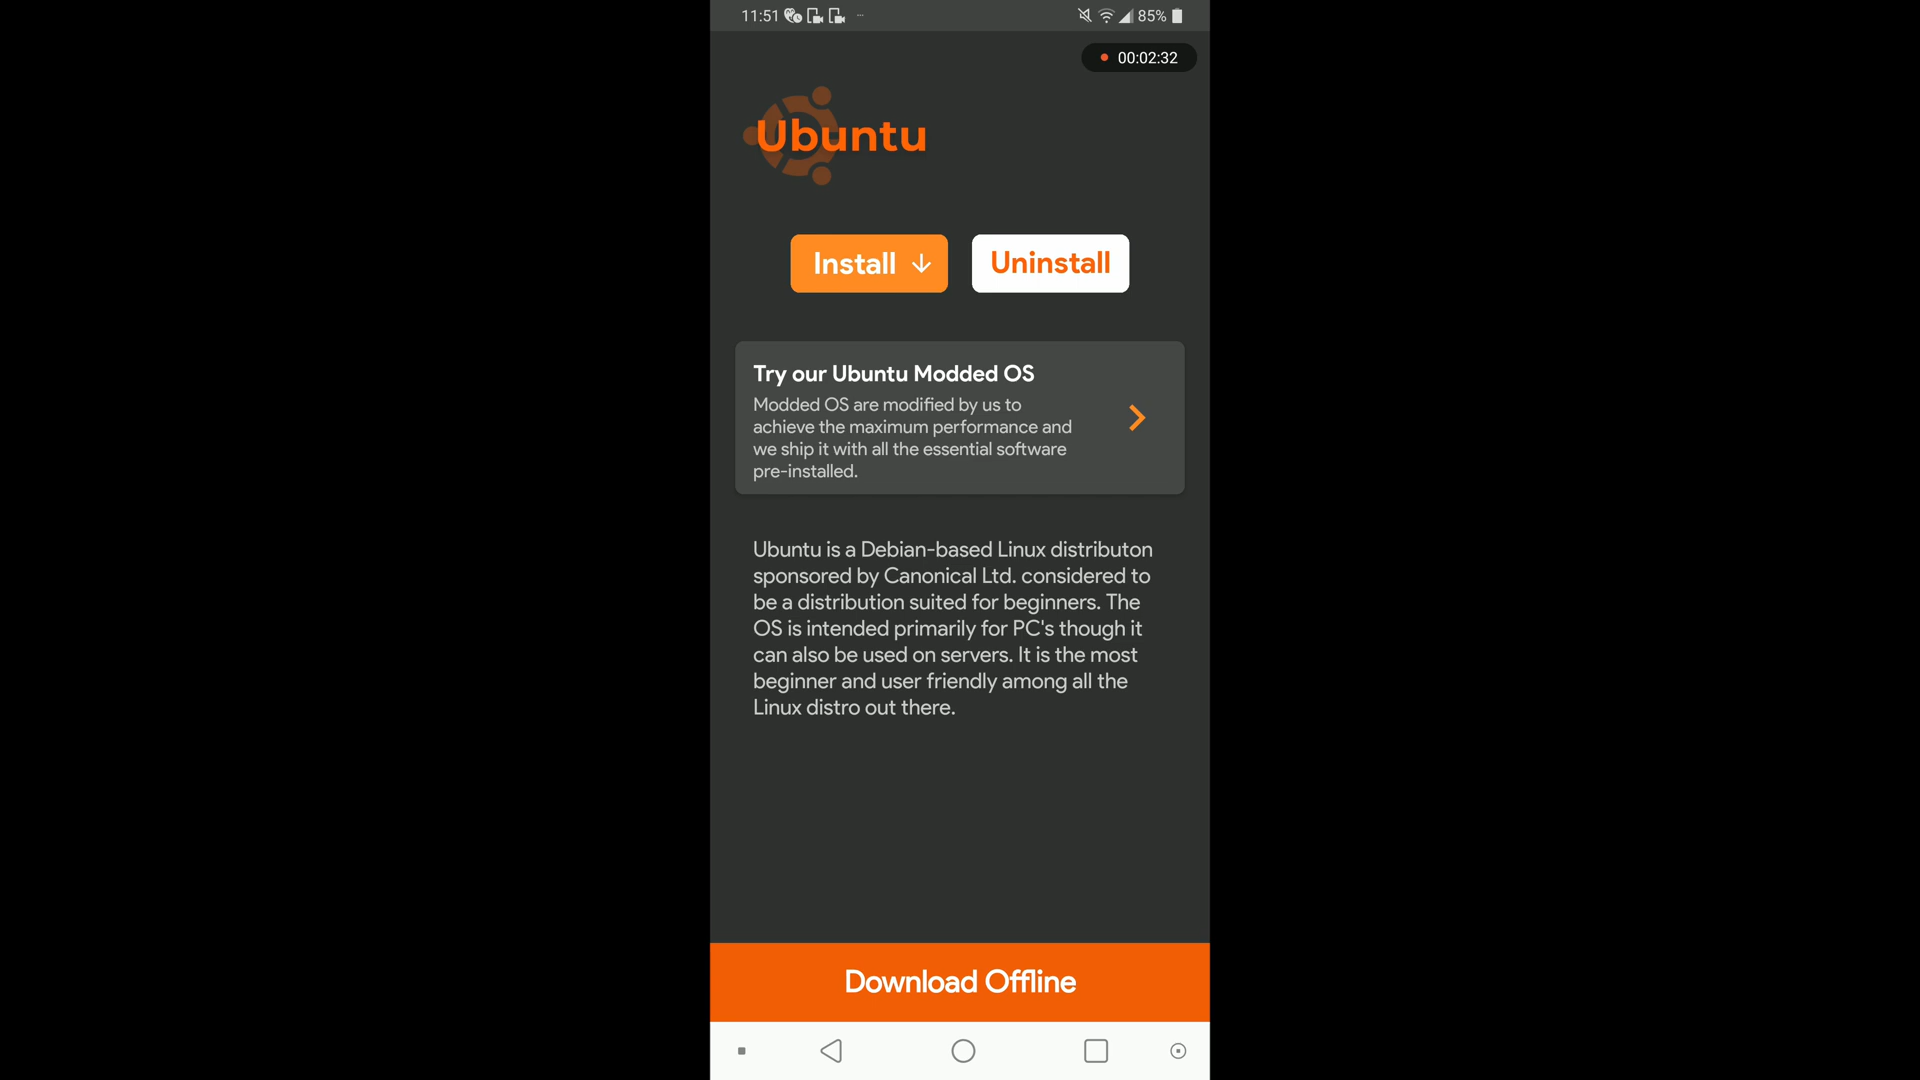 11:51
85%
00:02:32
Ubuntu
Install
Uninstall
Try our Ubuntu Modded OS
Modded OS are modified by us to
achieve the maximum performance and
we ship it with all the essential software
pre-installed.
Ubuntu is a Debian-based Linux distributon
sponsored by Canonical Ltd. considered to
be a distribution suited for beginners. The
OS is intended primarily for PC's though it
can also be used on servers. It is the most
beginner and user friendly among all the
Linux distro out there.
Download Offline